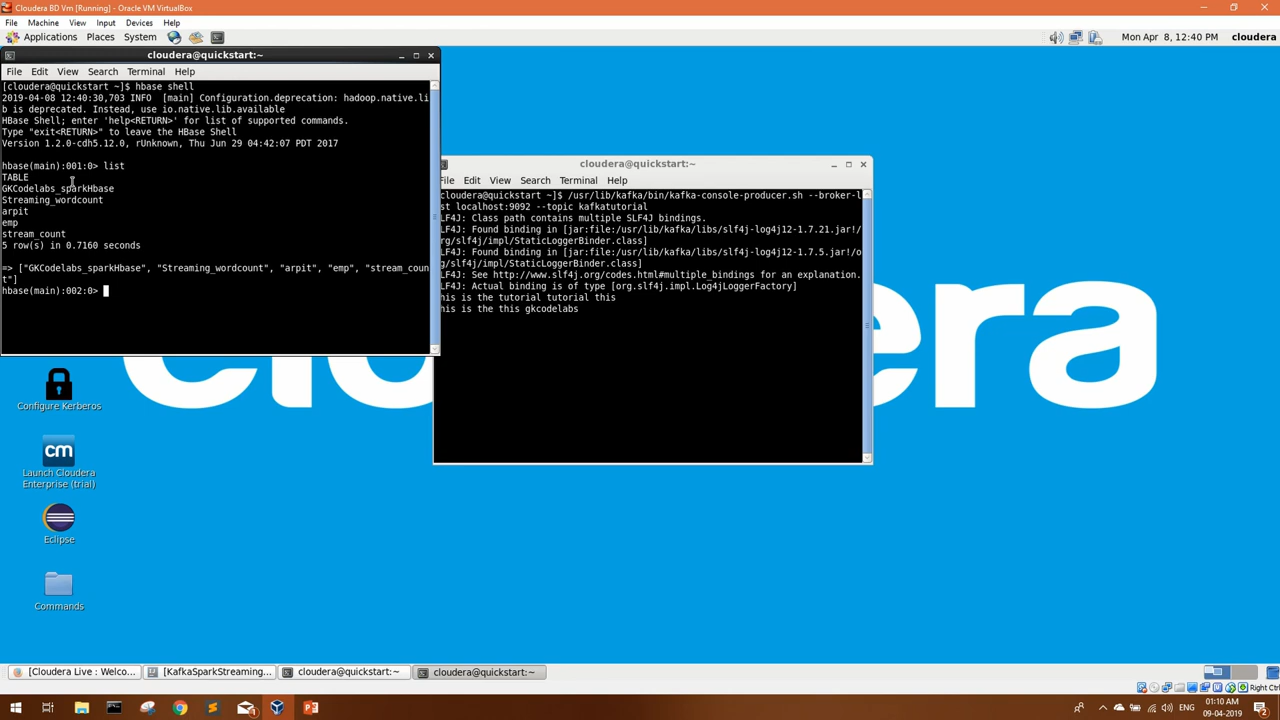 Cloudera BD Vm [Running] - Oracle VM VirtualBox
File Machine View Input Devices Help
Applications Places System
Mon Apr 8, 12:40 PM cloudera
cloudera@quickstart:~
File Edit View Search Terminal Help
[cloudera@quickstart ~]$ hbase shell
2019-04-08 12:40:30,703 INFO  [main] Configuration.deprecation: hadoop.native.li
b is deprecated. Instead, use io.native.lib.available
HBase Shell; enter 'help<RETURN>' for list of supported commands.
Type "exit<RETURN>" to leave the HBase Shell
Version 1.2.0-cdh5.12.0, rUnknown, Thu Jun 29 04:42:07 PDT 2017
hbase(main):001:0> list
TABLE
GKCodelabs_sparkHbase
Streaming_wordcount
arpit
emp
stream_count
5 row(s) in 0.7160 seconds
=> ["GKCodelabs_sparkHbase", "Streaming_wordcount", "arpit", "emp", "stream_coun
t"]
hbase(main):002:0>
cloudera@quickstart:~
File Edit View Search Terminal Help
cloudera@quickstart ~]$ /usr/lib/kafka/bin/kafka-console-producer.sh --broker-l
st localhost:9092 --topic kafkatutorial
LF4J: Class path contains multiple SLF4J bindings.
LF4J: Found binding in [jar:file:/usr/lib/kafka/libs/slf4j-log4j12-1.7.21.jar!/o
rg/slf4j/impl/StaticLoggerBinder.class]
LF4J: Found binding in [jar:file:/usr/lib/kafka/libs/slf4j-log4j12-1.7.5.jar!/or
g/slf4j/impl/StaticLoggerBinder.class]
LF4J: See http://www.slf4j.org/codes.html#multiple_bindings for an explanation.
LF4J: Actual binding is of type [org.slf4j.impl.Log4jLoggerFactory]
his is the tutorial tutorial this
his is the this gkcodelabs
cloudera
Configure Kerberos
cm
Launch Cloudera
Enterprise (trial)
Eclipse
Commands
[Cloudera Live : Welco... [KafkaSparkStreaming... cloudera@quickstart:~ cloudera@quickstart:~
Right Ctrl
ENG
01:10 AM
09-04-2019